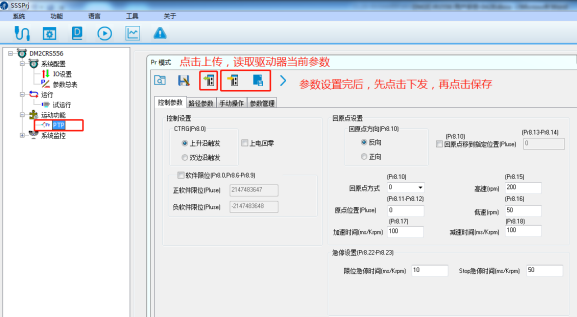 SSSPrj
系统 功能 语言 工具 关于
DM2CRS556
系统配置
IO设置
参数总表
运行
试运行
运动功能
系统监控
Pr 模式
点击上传，读取驱动器当前参数
参数设置完后，先点击下发，再点击保存
控制参数 路径参数 手动操作 参数管理
控制设置
CTRG(Pr8.0)
上升沿触发
双边沿触发
上电回零
软件限位(Pr8.0,Pr8.6-Pr8.9)
正软件限位(Pluse) 2147483647
负软件限位(Pluse) -2147483648
回原点设置
回原点方向(Pr8.10)
反向
正向
(Pr8.10) (Pr8.13-Pr8.14)
回原点移到指定位置(Pluse) 0
(Pr8.10) (Pr8.15)
回原点方式 0 高速(rpm) 200
(Pr8.11-Pr8.12) (Pr8.16)
原点位置(Pluse) 0 低速(rpm) 50
(Pr8.17) (Pr8.18)
加速时间(ms/Krpm) 100 减速时间(ms/Krpm) 100
急停设置(Pr8.22-Pr8.23)
限位急停时间(ms/Krpm) 10 Stop急停时间(ms/Krpm) 50